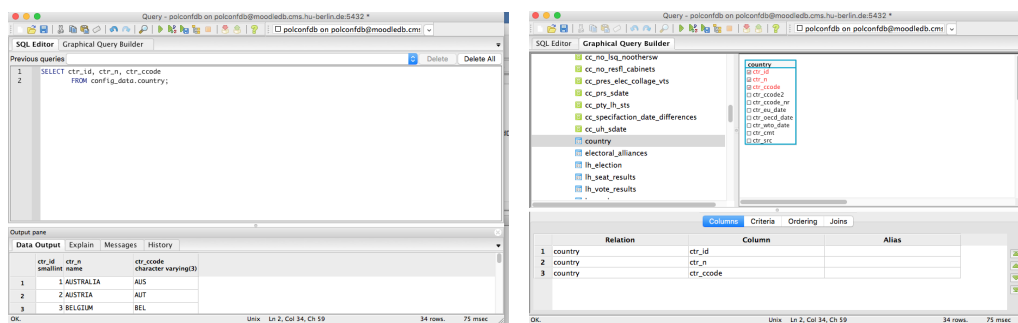 Query - polconfdb on polconfdb@moodledb.cms.hu-berlin.de:5432 *
polconfdb on polconfdb@moodledb.cms
SQL Editor Graphical Query Builder
Previous queries Delete Delete All
1 SELECT ctr_id, ctr_n, ctr_ccode
2 FROM config_data.country;
Output pane
Data Output Explain Messages History
ctr_id ctr_n ctr_ccode
smallint name character varying(3)
1 1 AUSTRALIA AUS
2 2 AUSTRIA AUT
3 3 BELGIUM BEL
OK. Unix Ln 2, Col 34, Ch 59 34 rows. 75 msec
Query - polconfdb on polconfdb@moodledb.cms.hu-berlin.de:5432 *
polconfdb on polconfdb@moodledb.cms
SQL Editor Graphical Query Builder
cc_no_lsq_noothersw
cc_no_resfl_cabinets
cc_pres_elec_collage_vts
cc_prs_sdate
cc_pty_lh_sts
cc_specifaction_date_differences
cc_uh_sdate
country
electoral_alliances
lh_election
lh_seat_results
lh_vote_results
country
ctr_id
ctr_n
ctr_ccode
ctr_ccode2
ctr_ccode_nr
ctr_eu_date
ctr_oecd_date
ctr_wto_date
ctr_cmt
ctr_src
Columns Criteria Ordering Joins
Relation Column Alias
1 country ctr_id
2 country ctr_n
3 country ctr_ccode
OK. Unix Ln 2, Col 34, Ch 59 34 rows. 75 msec